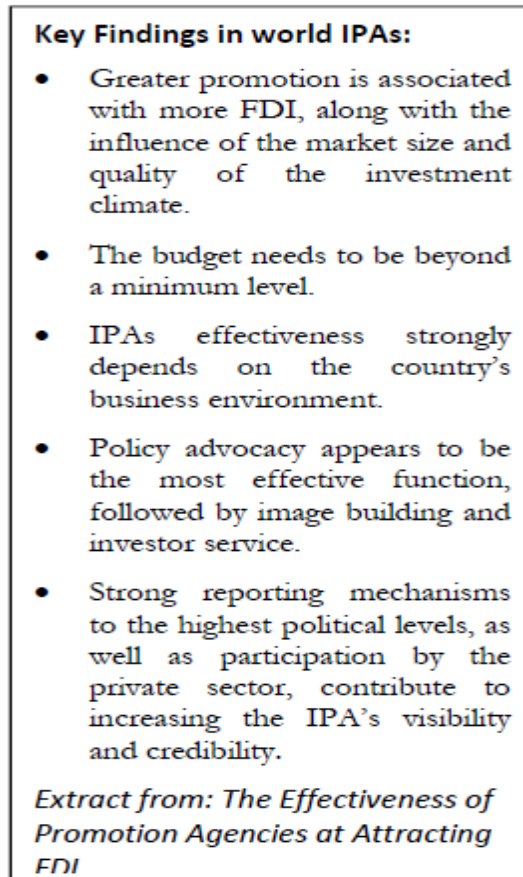 Key Findings in world IPAs:
• Greater promotion is associated
with more FDI, along with the
influence of the market size and
quality of the investment
climate.
• The budget needs to be beyond
a minimum level.
• IPAs effectiveness strongly
depends on the country's
business environment.
• Policy advocacy appears to be
the most effective function,
followed by image building and
investor service.
• Strong reporting mechanisms
to the highest political levels, as
well as participation by the
private sector, contribute to
increasing the IPA's visibility
and credibility.
Extract from: The Effectiveness of
Promotion Agencies at Attracting
FDI